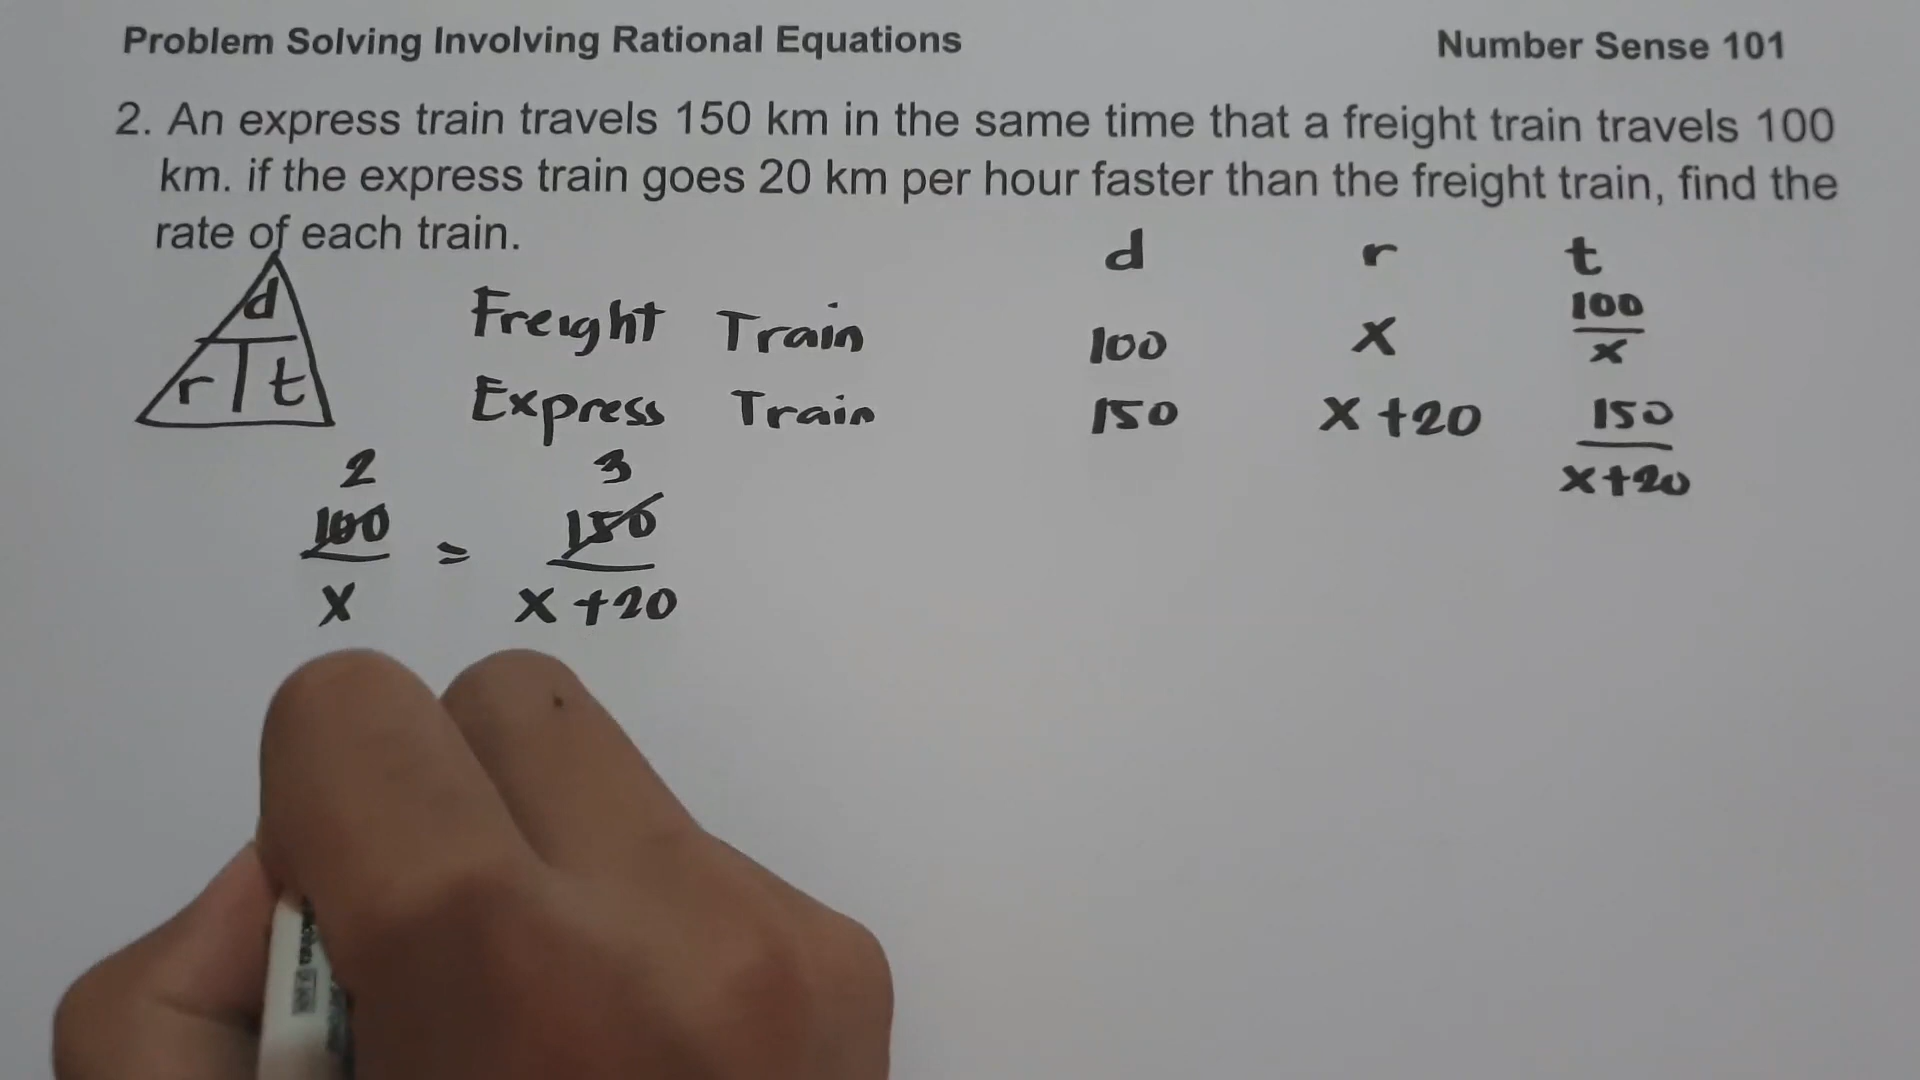 Problem Solving Involving Rational Equations Number Sense 101
2. An express train travels 150 km in the same time that a freight train travels 100
km. if the express train goes 20 km per hour faster than the freight train, find the
rate of each train.
d r t
d
r t
Freight Train 100 x 100/x
Express Train 150 x+20 150/x+20
2 3
100/x = 150/x+20